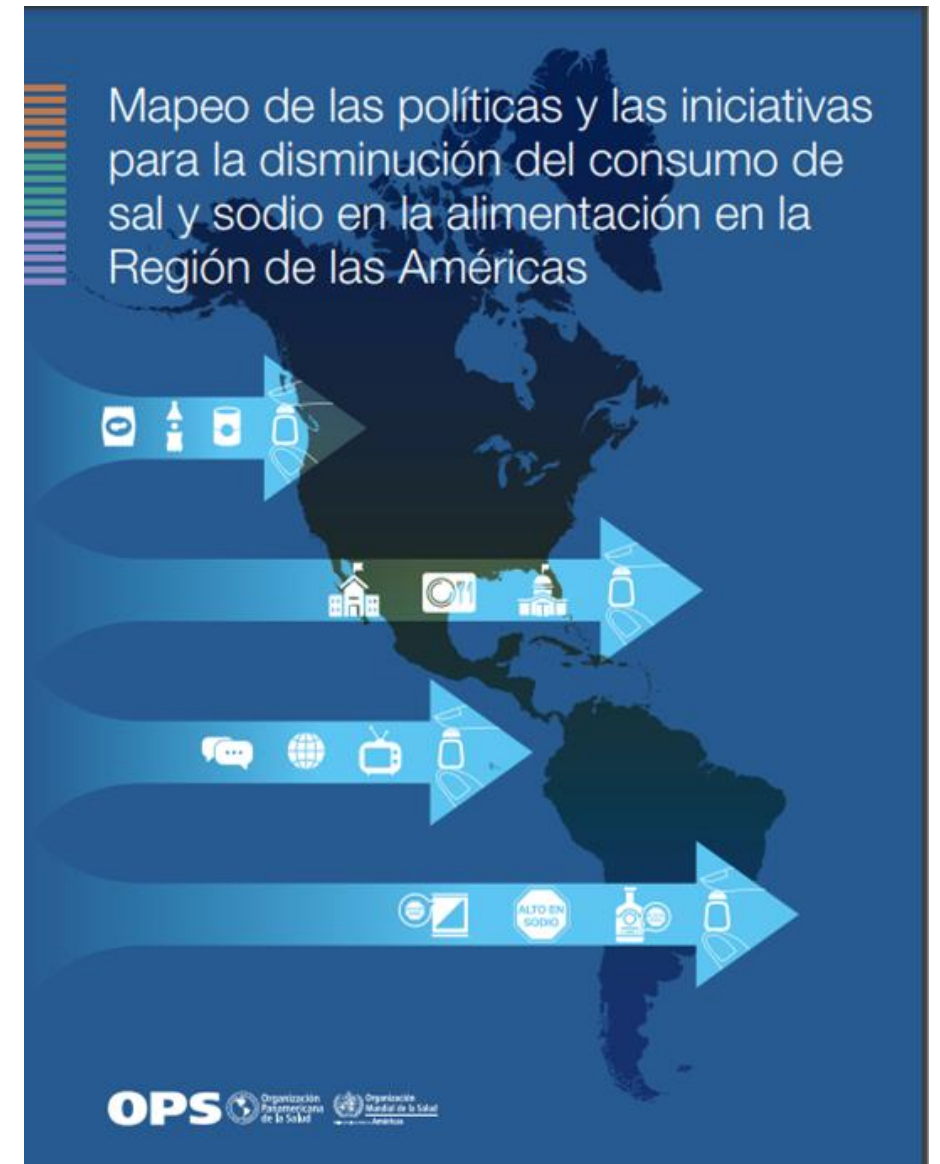 Mapeo de las políticas y las iniciativas
para la disminución del consumo de
sal y sodio en la alimentación en la
Región de las Américas
ALTO EN
SODIO
OPS
Organización
Panamericana
de la Salud
Organización
Mundial de la Salud
Américas